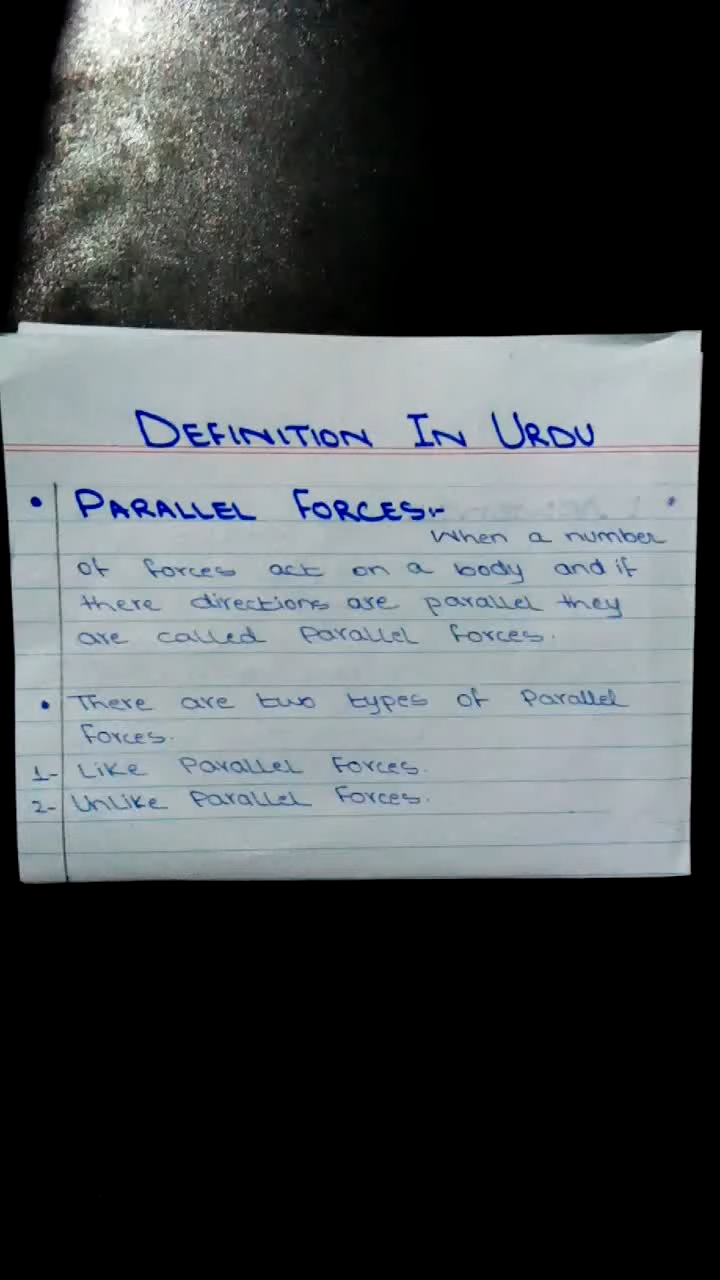 DEFINITION IN URDU
• PARALLEL FORCES:-
When a number
of forces act on a body and if
there directions are parallel they
are called Parallel forces.
• There are two types of Parallel
forces.
1- Like Parallel Forces.
2- Unlike Parallel Forces.